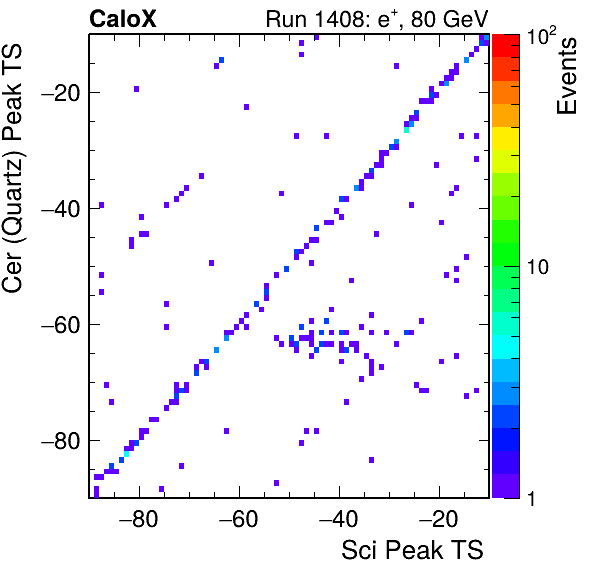 CaloX Run 1408: e+, 80 GeV
Cer (Quartz) Peak TS
−20
−40
−60
−80
−80 −60 −40 −20
Sci Peak TS
10²
10
1
Events